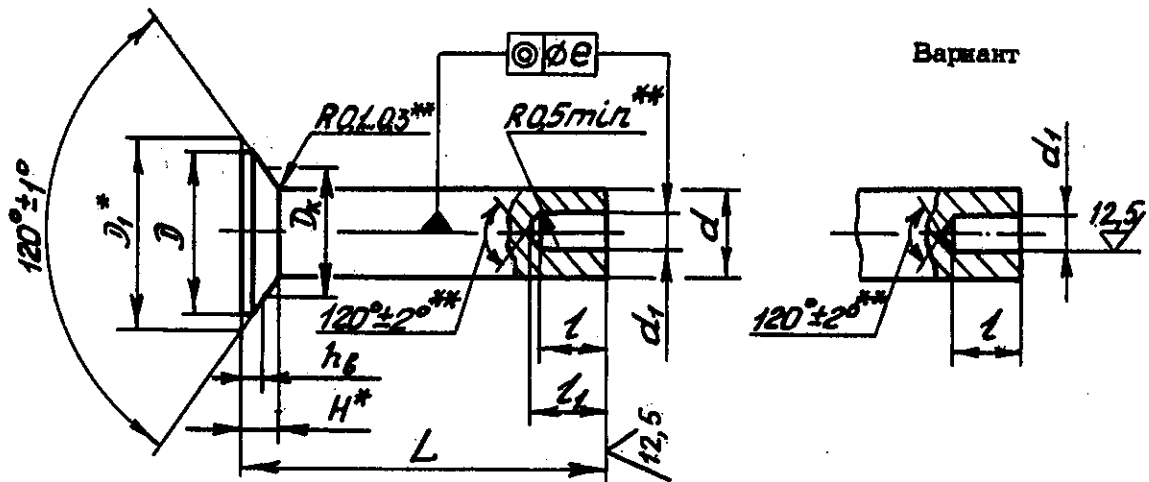 ◎ ⌀e
Вариант
R0,1..0,3**
R0,5min**
120°±1°
D₁*
D
Dк
d
d₁
12,5
120°±2°**
d₁
120°±2°**
hв
l
l
H*
l₁
L
12,5